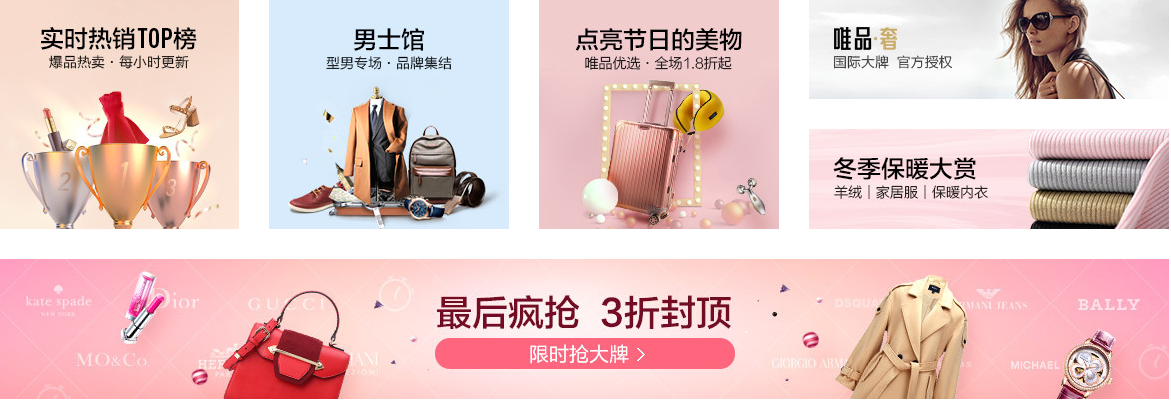 实时热销TOP榜
爆品热卖·每小时更新
2
1
3
男士馆
型男专场·品牌集结
点亮节日的美物
唯品优选·全场1.8折起
唯品·奢
国际大牌 官方授权
冬季保暖大赏
羊绒｜家居服｜保暖内衣
kate spade
NEW YORK
Dior
GUCCI
MO&Co.
最后疯抢 3折封顶
限时抢大牌 >
BALLY
MICHAEL